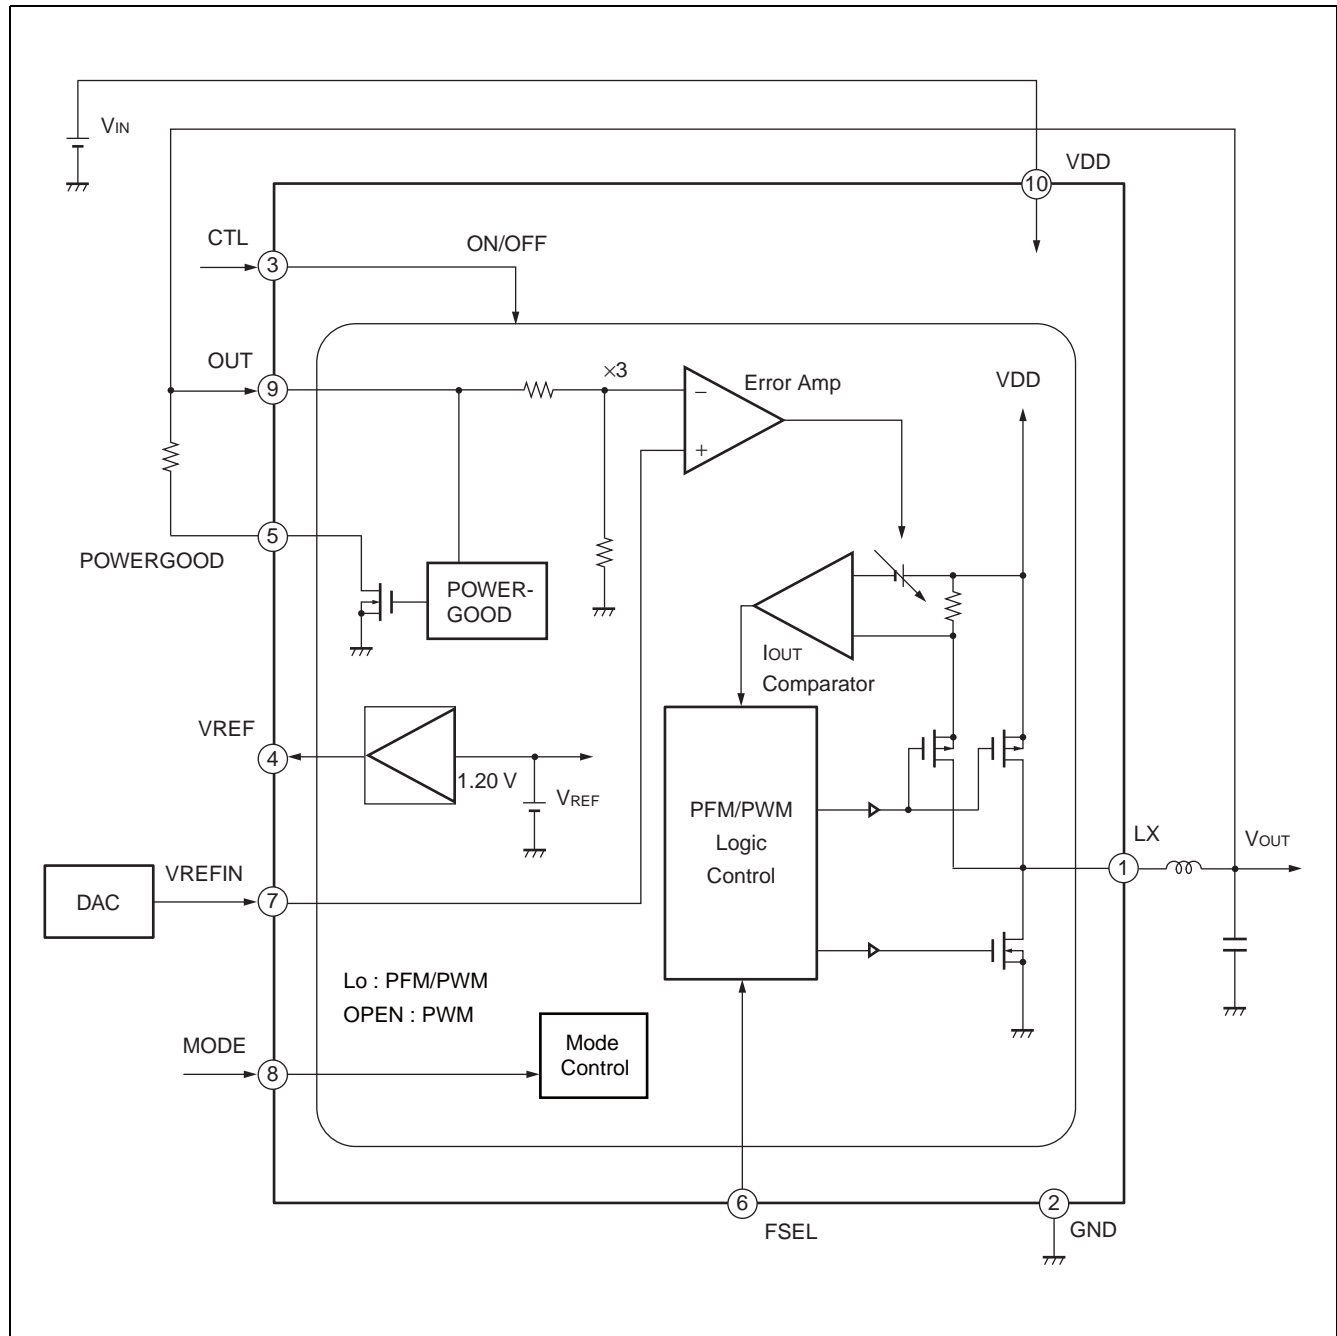 VIN
VDD
10
CTL
3
ON/OFF
OUT
9
×3
Error Amp
VDD
−
+
5
POWERGOOD
POWER-
GOOD
IOUT
Comparator
VREF
4
1.20 V
VREF
PFM/PWM
Logic
Control
LX
VOUT
1
DAC
VREFIN
7
Lo : PFM/PWM
OPEN : PWM
MODE
8
Mode
Control
6
FSEL
2
GND